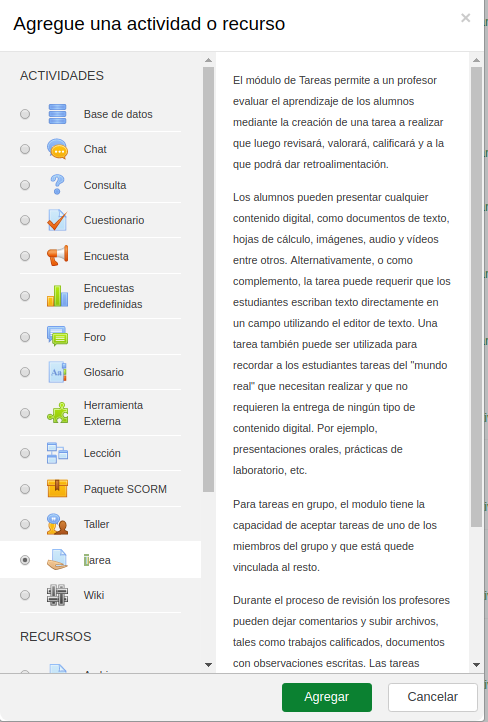 Agregue una actividad o recurso
×
ACTIVIDADES
Base de datos
Chat
Consulta
Cuestionario
Encuesta
Encuestas
predefinidas
Foro
Glosario
Herramienta
Externa
Lección
Paquete SCORM
Taller
Tarea
Wiki
RECURSOS
El módulo de Tareas permite a un profesor
evaluar el aprendizaje de los alumnos
mediante la creación de una tarea a realizar
que luego revisará, valorará, calificará y a la
que podrá dar retroalimentación.
Los alumnos pueden presentar cualquier
contenido digital, como documentos de texto,
hojas de cálculo, imágenes, audio y vídeos
entre otros. Alternativamente, o como
complemento, la tarea puede requerir que los
estudiantes escriban texto directamente en
un campo utilizando el editor de texto. Una
tarea también puede ser utilizada para
recordar a los estudiantes tareas del "mundo
real" que necesitan realizar y que no
requieren la entrega de ningún tipo de
contenido digital. Por ejemplo,
presentaciones orales, prácticas de
laboratorio, etc.
Para tareas en grupo, el modulo tiene la
capacidad de aceptar tareas de uno de los
miembros del grupo y que está quede
vinculada al resto.
Durante el proceso de revisión los profesores
pueden dejar comentarios y subir archivos,
tales como trabajos calificados, documentos
con observaciones escritas. Las tareas
Agregar
Cancelar